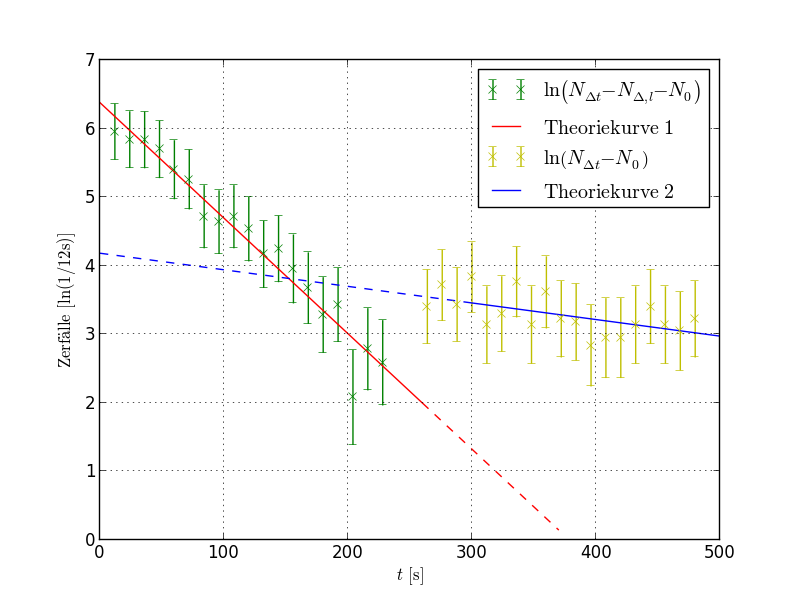 7
6
5
4
3
2
1
0
0 100 200 300 400 500
Zerfälle [ln(1/12s)]
t [s]
ln(N_Δt−N_Δ,l−N_0)
Theoriekurve 1
ln(N_Δt−N_0)
Theoriekurve 2